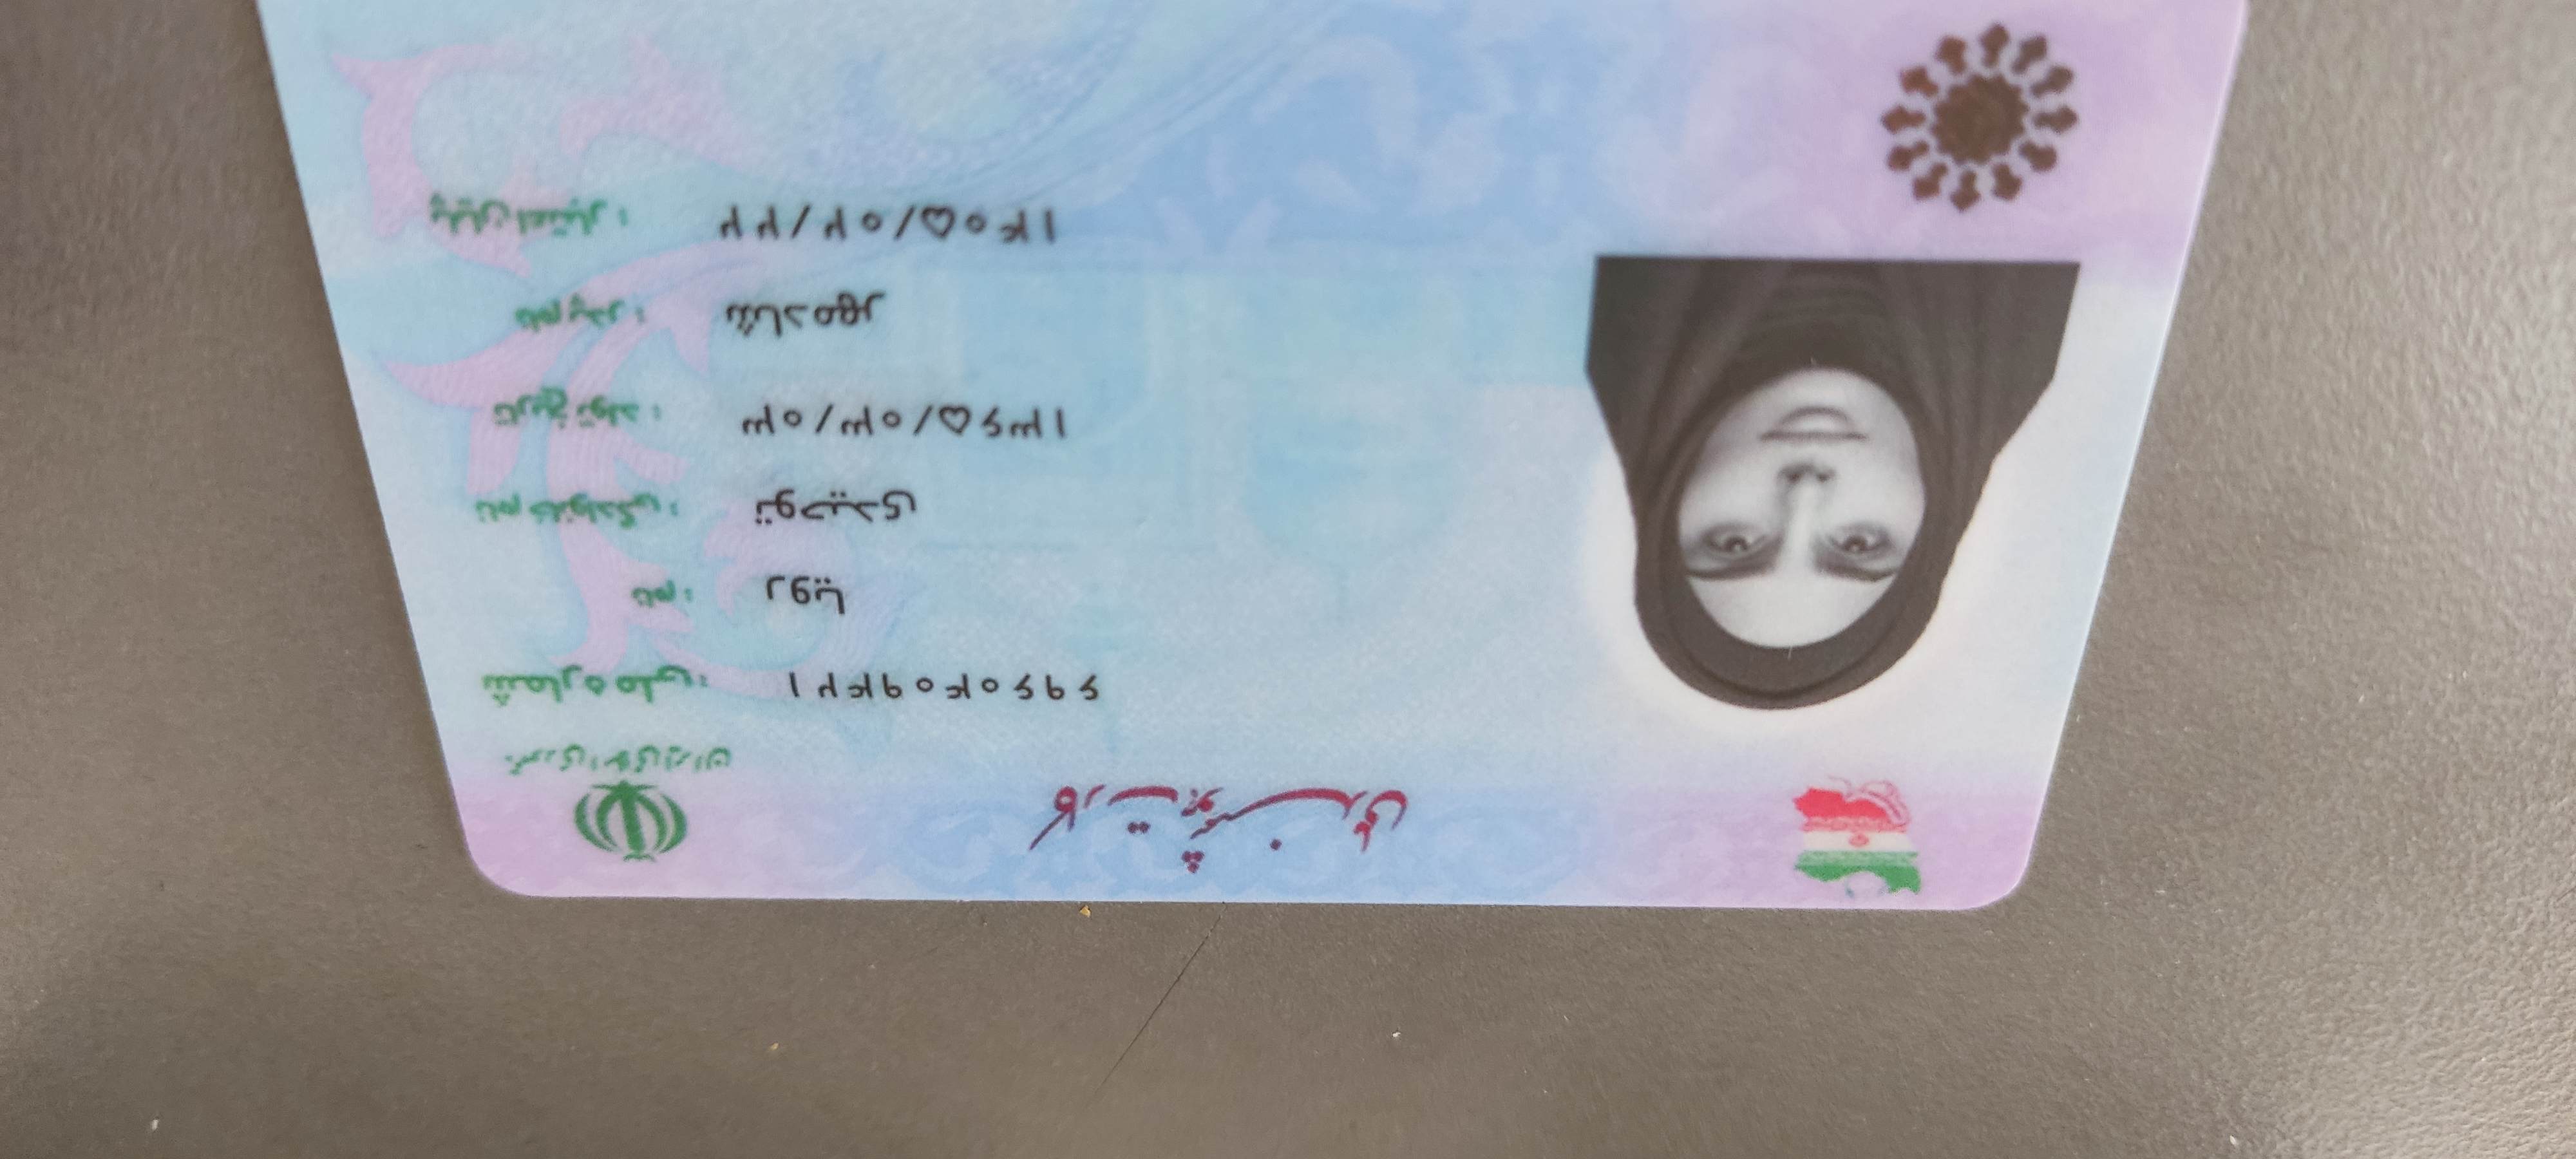 کارت هوشمند ملی
جمهوری اسلامی ایران
شماره ملی: ۶۹۶۰۴۰۹۴۲۱
نام: رویا
نام خانوادگی: توحیدی
تاریخ تولد: ۱۳۶۵/۰۳/۰۳
نام پدر: شادمهر
پایان اعتبار: ۱۴۰۵/۰۲/۲۲